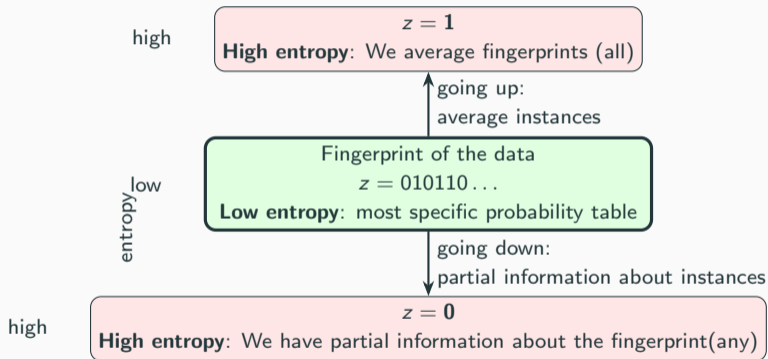 high
z = 1
High entropy: We average fingerprints (all)
going up:
average instances
entropy
low
Fingerprint of the data
z = 010110 . . .
Low entropy: most specific probability table
going down:
partial information about instances
high
z = 0
High entropy: We have partial information about the fingerprint(any)